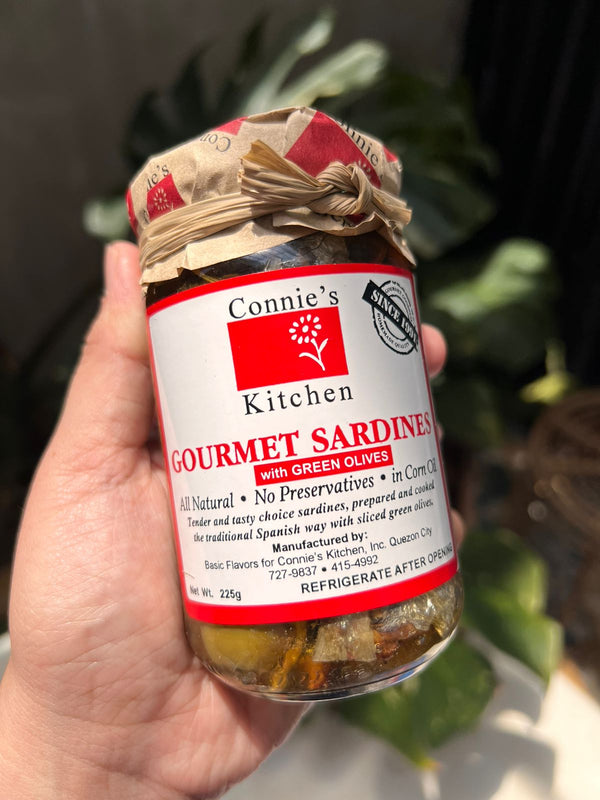 Connie's
SINCE
Kitchen
GOURMET SARDINES
with GREEN OLIVES
All Natural • No Preservatives • in Corn Oil
Tender and tasty choice sardines, prepared and cooked
the traditional Spanish way with sliced green olives.
Manufactured by:
Basic Flavors for Connie's Kitchen, Inc. Quezon City
727-9837 • 415-4992
Net Wt. 225g
REFRIGERATE AFTER OPENING